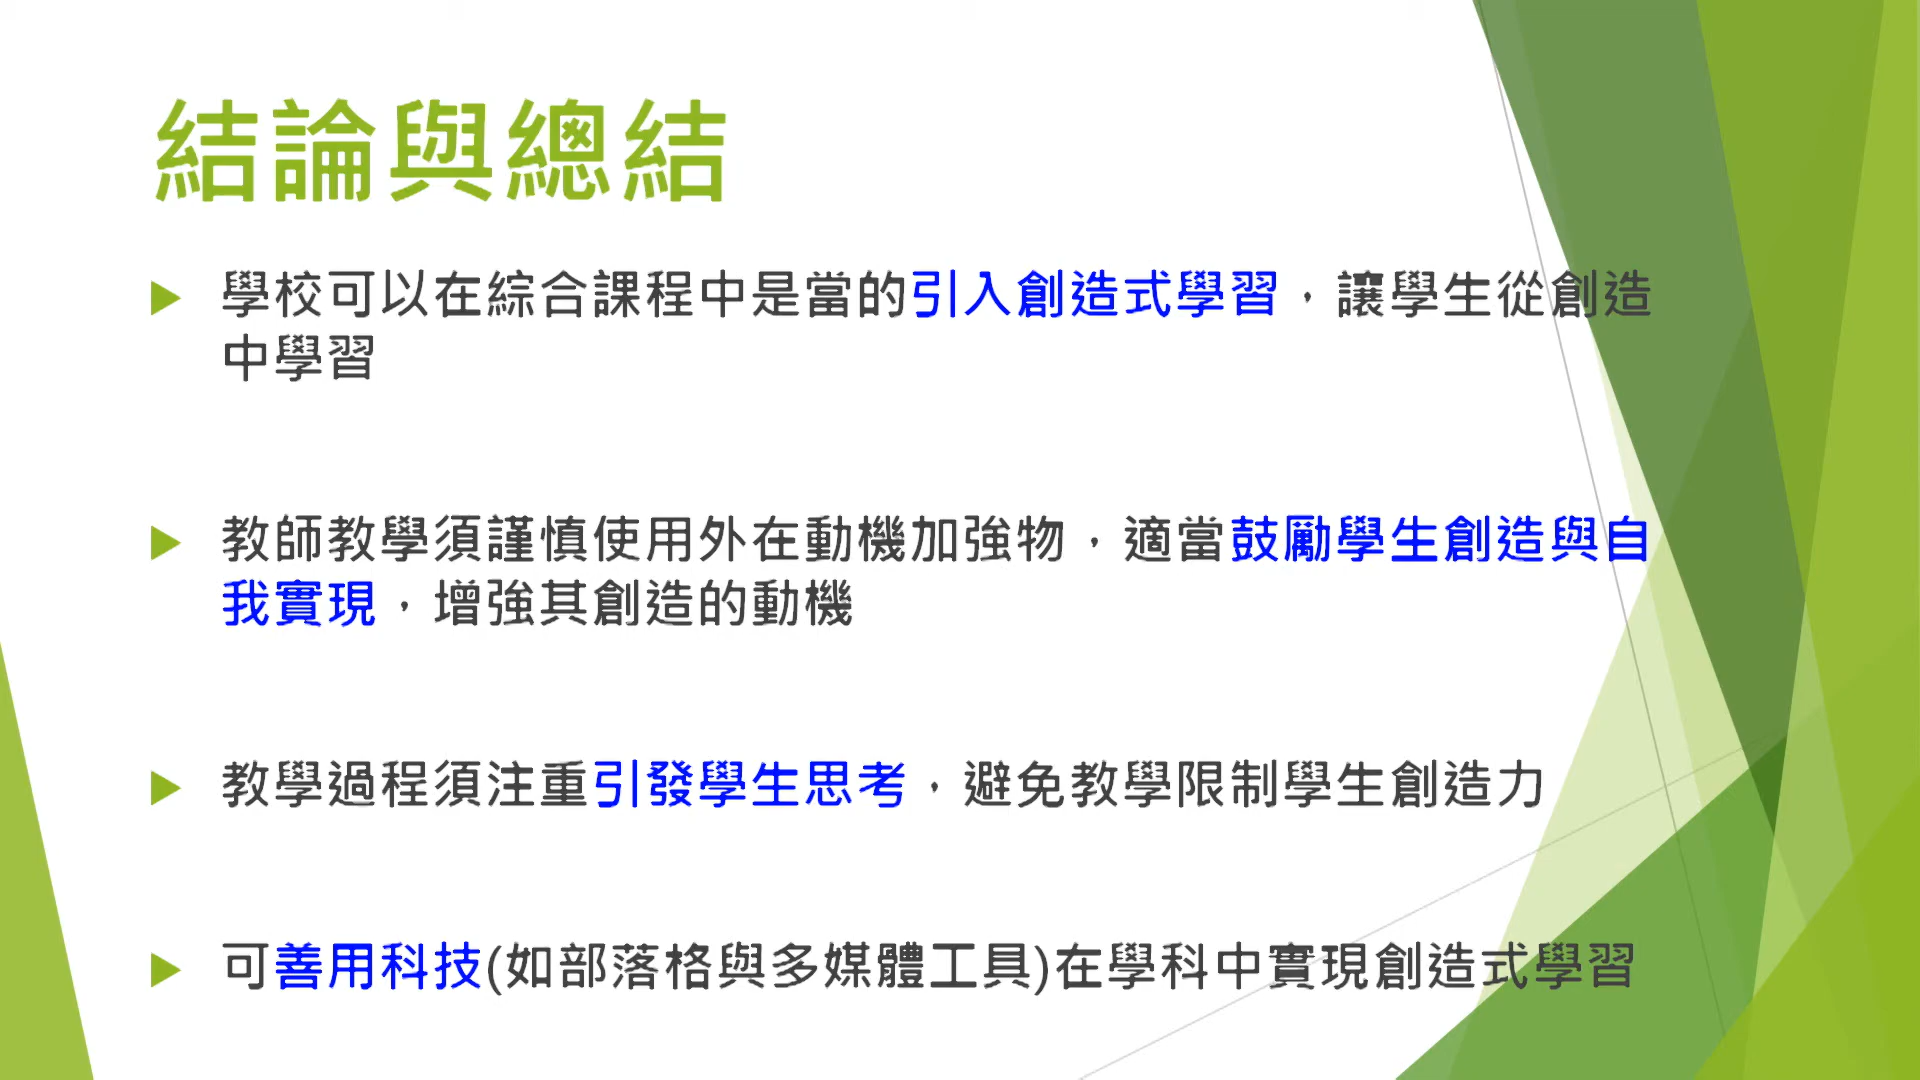 結論與總結
學校可以在綜合課程中是當的引入創造式學習，讓學生從創造
中學習
教師教學須謹慎使用外在動機加強物，適當鼓勵學生創造與自
我實現，增強其創造的動機
教學過程須注重引發學生思考，避免教學限制學生創造力
可善用科技(如部落格與多媒體工具)在學科中實現創造式學習